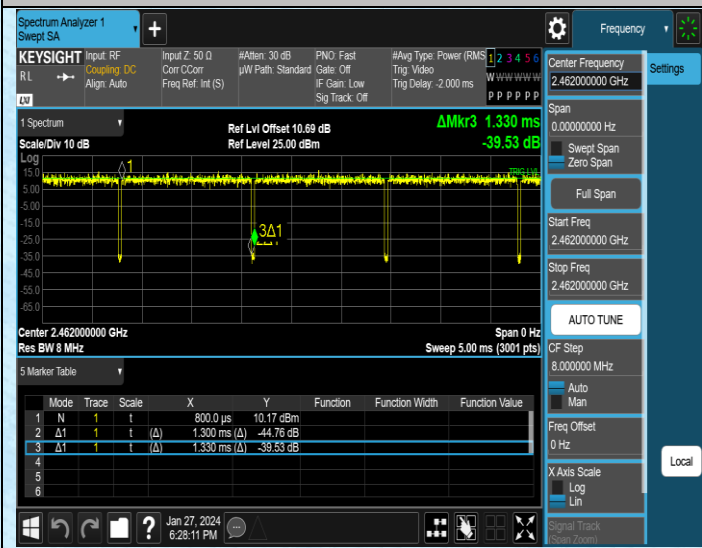 Spectrum Analyzer 1
Swept SA
+
Frequency
KEYSIGHT
RL
LXI
Input: RF
Coupling: DC
Align: Auto
Input Z: 50 Ω
Corr CCorr
Freq Ref: Int (S)
#Atten: 30 dB
µW Path: Standard
PNO: Fast
Gate: Off
IF Gain: Low
Sig Track: Off
#Avg Type: Power (RMS
Trig: Video
Trig Delay: -2.000 ms
1 2 3 4 5 6
W W W W W W
P P P P P P
1 Spectrum
Scale/Div 10 dB
Ref Lvl Offset 10.69 dB
Ref Level 25.00 dBm
ΔMkr3 1.330 ms
-39.53 dB
Log
15.0
5.00
-5.00
-15.0
-25.0
-35.0
-45.0
-55.0
-65.0
1
3Δ1
TRIG LVL
Center 2.462000000 GHz
Res BW 8 MHz
Span 0 Hz
Sweep 5.00 ms (3001 pts)
5 Marker Table
Mode Trace Scale X Y Function Function Width Function Value
1 N 1 t 800.0 µs 10.17 dBm
2 Δ1 1 t (Δ) 1.300 ms (Δ) -44.76 dB
3 Δ1 1 t (Δ) 1.330 ms (Δ) -39.53 dB
4
5
6
?
Jan 27, 2024
6:28:11 PM
Center Frequency
2.462000000 GHz
Span
0.00000000 Hz
Swept Span
Zero Span
Full Span
Start Freq
2.462000000 GHz
Stop Freq
2.462000000 GHz
AUTO TUNE
CF Step
8.000000 MHz
Auto
Man
Freq Offset
0 Hz
X Axis Scale
Log
Lin
Signal Track
(Span Zoom)
Settings
Local